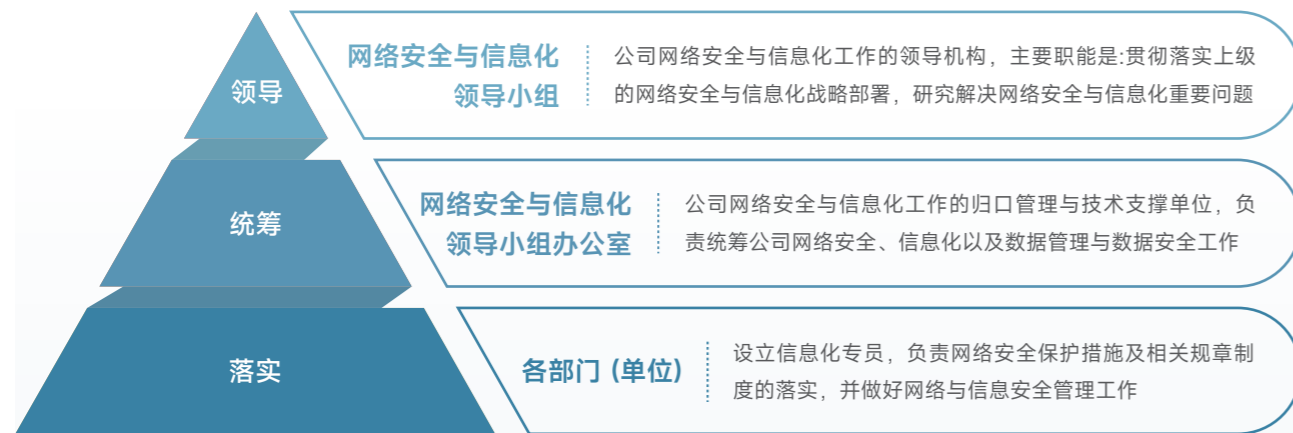 领导
网络安全与信息化
领导小组
公司网络安全与信息化工作的领导机构，主要职能是:贯彻落实上级
的网络安全与信息化战略部署，研究解决网络安全与信息化重要问题
统筹
网络安全与信息化
领导小组办公室
公司网络安全与信息化工作的归口管理与技术支撑单位，负
责统筹公司网络安全、信息化以及数据管理与数据安全工作
落实
各部门 (单位)
设立信息化专员，负责网络安全保护措施及相关规章制
度的落实，并做好网络与信息安全管理工作